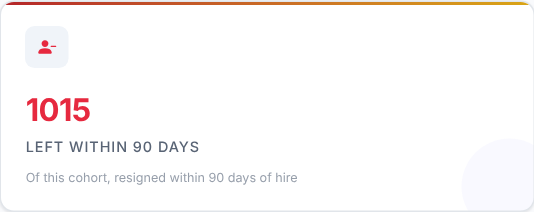 1015
LEFT WITHIN 90 DAYS
Of this cohort, resigned within 90 days of hire